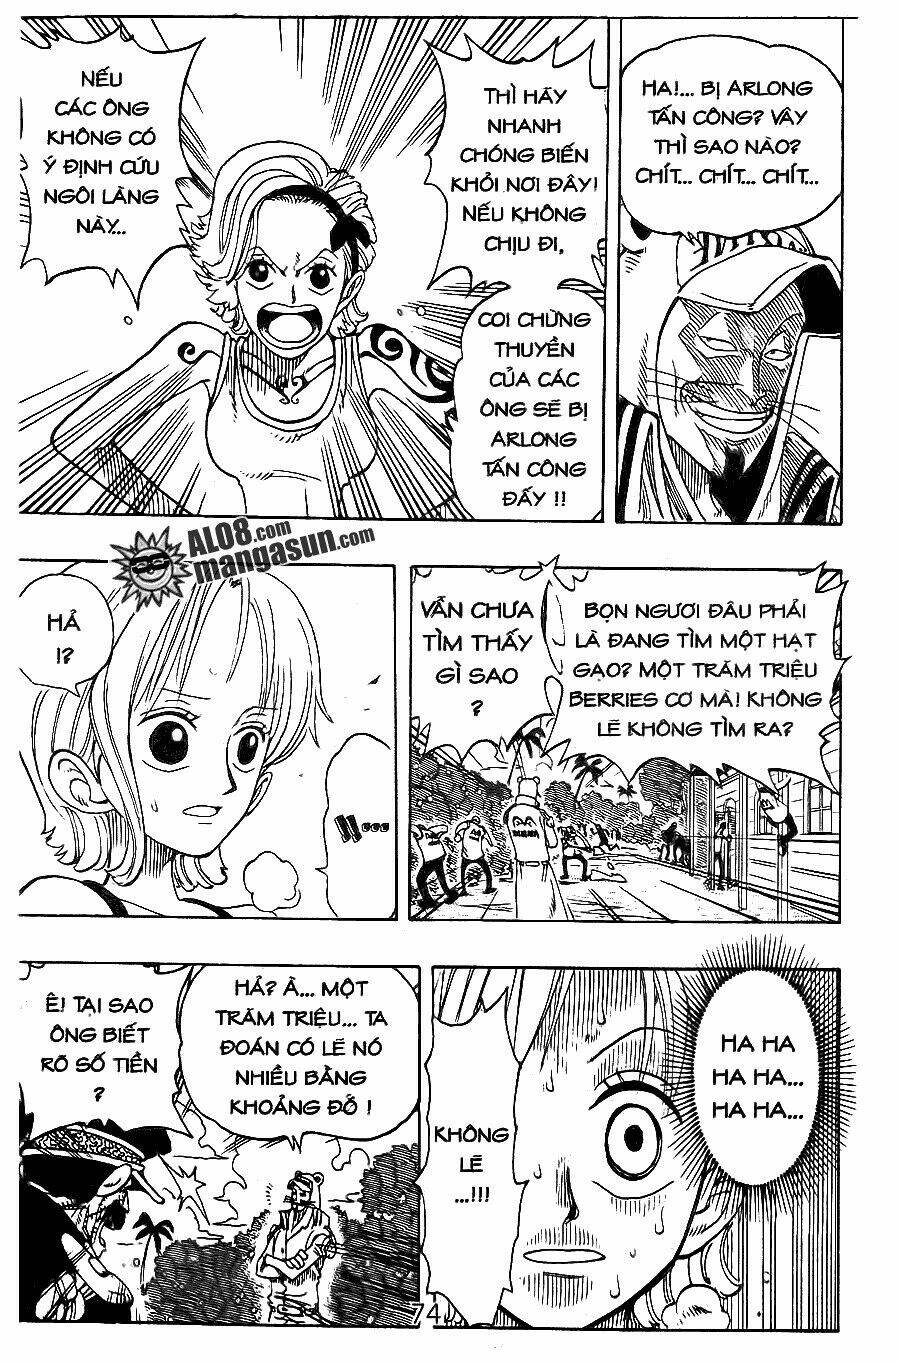 NẾU
CÁC ÔNG
KHÔNG CÓ
Ý ĐỊNH CỨU
NGÔI LÀNG
NÀY...
THÌ HÃY
NHANH
CHÓNG BIẾN
KHỎI NƠI ĐÂY!
NẾU KHÔNG
CHỊU ĐI,
COI CHỪNG
THUYỀN
CỦA CÁC
ÔNG SẼ BỊ
ARLONG
TẤN CÔNG
ĐẤY !!
HA!... BỊ ARLONG
TẤN CÔNG? VÂY
THÌ SAO NÀO?
CHÍT... CHÍT... CHÍT...
AL08.com
mangasun.com
HẢ
!?
!!...
VẪN CHƯA
TÌM THẤY
GÌ SAO
?
BỌN NGƯƠI ĐÂU PHẢI
LÀ ĐANG TÌM MỘT HẠT
GẠO? MỘT TRĂM TRIỆU
BERRIES CƠ MÀ! KHÔNG
LẼ KHÔNG TÌM RA?
Ê! TẠI SAO
ÔNG BIẾT
RÕ SỐ TIỀN
?
HẢ? À... MỘT
TRĂM TRIỆU... TA
ĐOÁN CÓ LẼ NÓ
NHIỀU BẰNG
KHOẢNG ĐÓ !
KHÔNG
LẼ
...!!!
HA HA
HA HA...
HA HA...
74